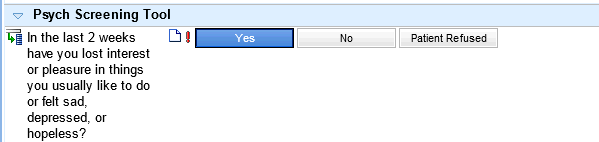 Psych Screening Tool
In the last 2 weeks
have you lost interest
or pleasure in things
you usually like to do
or felt sad,
depressed, or
hopeless?
Yes
No
Patient Refused